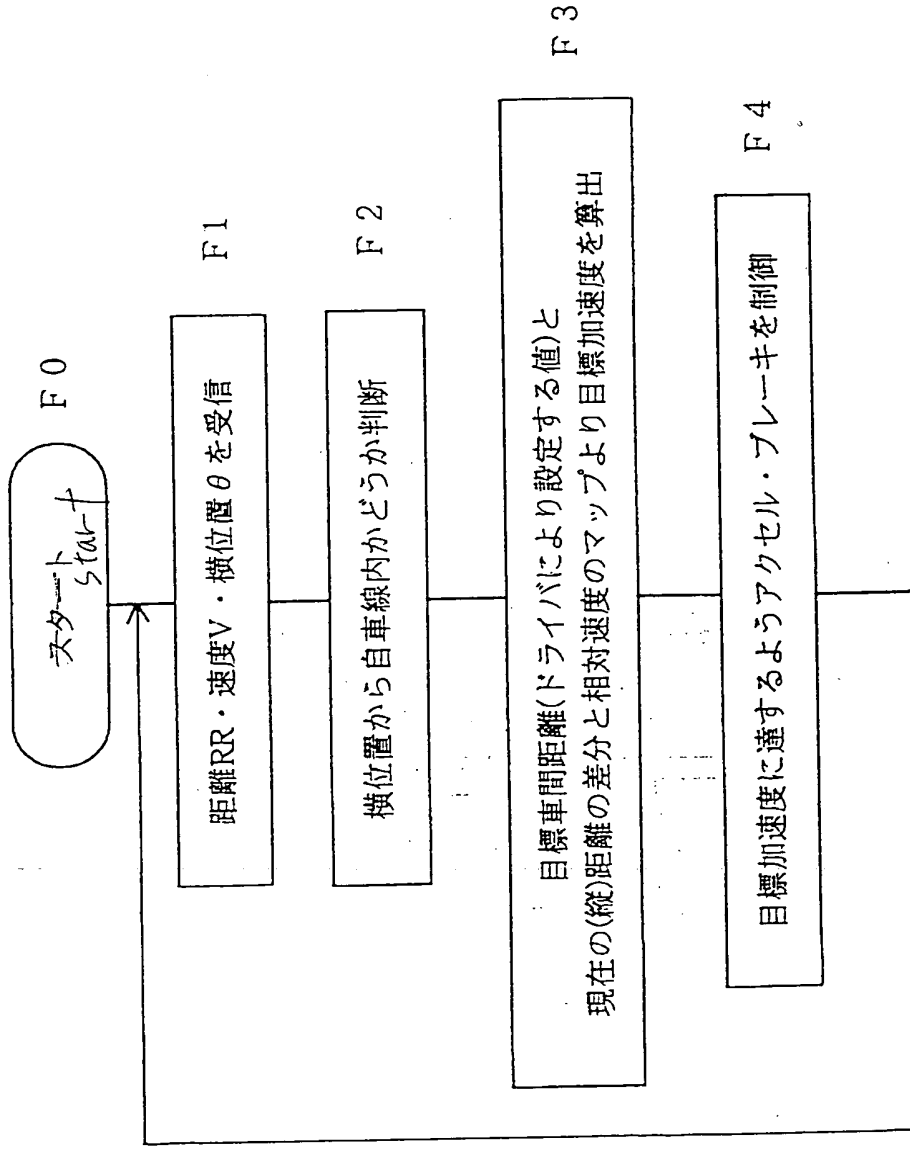 スタート
start
F0
距離RR・速度V・横位置θを受信
F1
横位置から自車線内かどうか判断
F2
目標車間距離(ドライバにより設定する値)と
現在の(縦)距離の差分と相対速度のマップより目標加速度を算出
F3
目標加速度に達するようアクセル・ブレーキを制御
F4